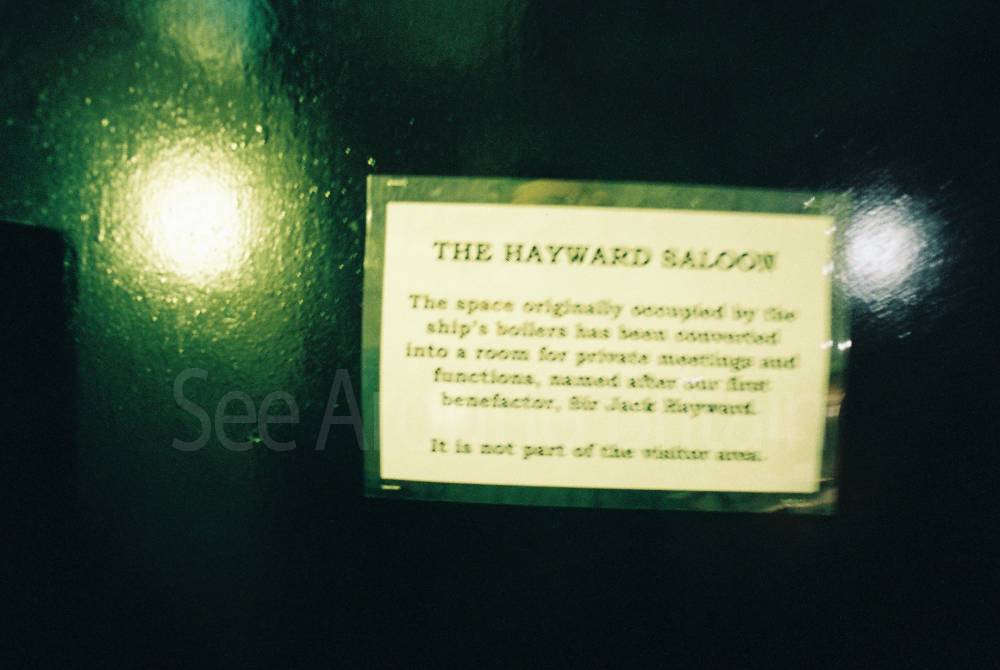 THE HAYWARD SALOON
The space originally occupied by the
ship's boilers has been converted
into a room for private meetings and
functions, named after our first
benefactor, Sir Jack Hayward.
It is not part of the visitor area.
See